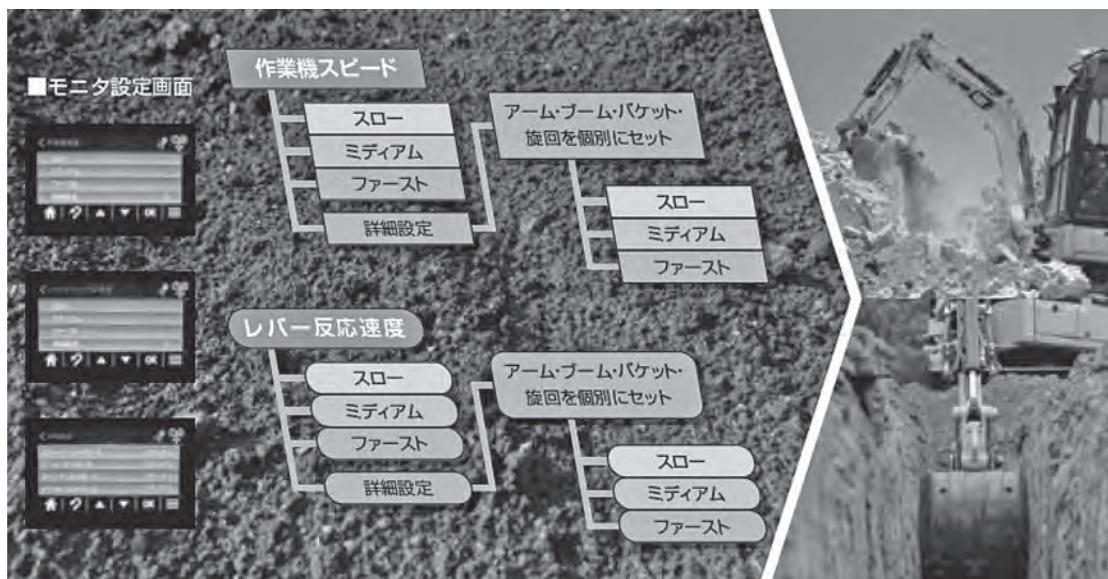 ■モニタ設定画面
作業機スピード
スロー
ミディアム
ファースト
詳細設定
アーム・ブーム・バケット・
旋回を個別にセット
スロー
ミディアム
ファースト
レバー反応速度
スロー
ミディアム
ファースト
詳細設定
アーム・ブーム・バケット・
旋回を個別にセット
スロー
ミディアム
ファースト
OK
OK
OK